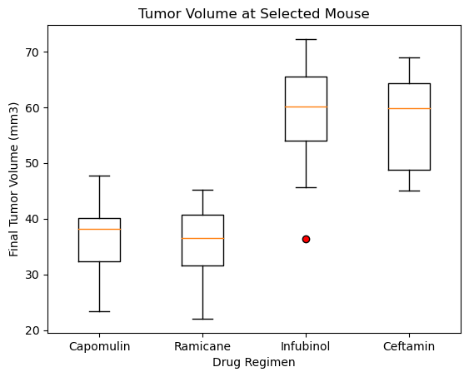 Tumor Volume at Selected Mouse
Final Tumor Volume (mm3)
70
60
50
40
30
20
Capomulin
Ramicane
Infubinol
Ceftamin
Drug Regimen